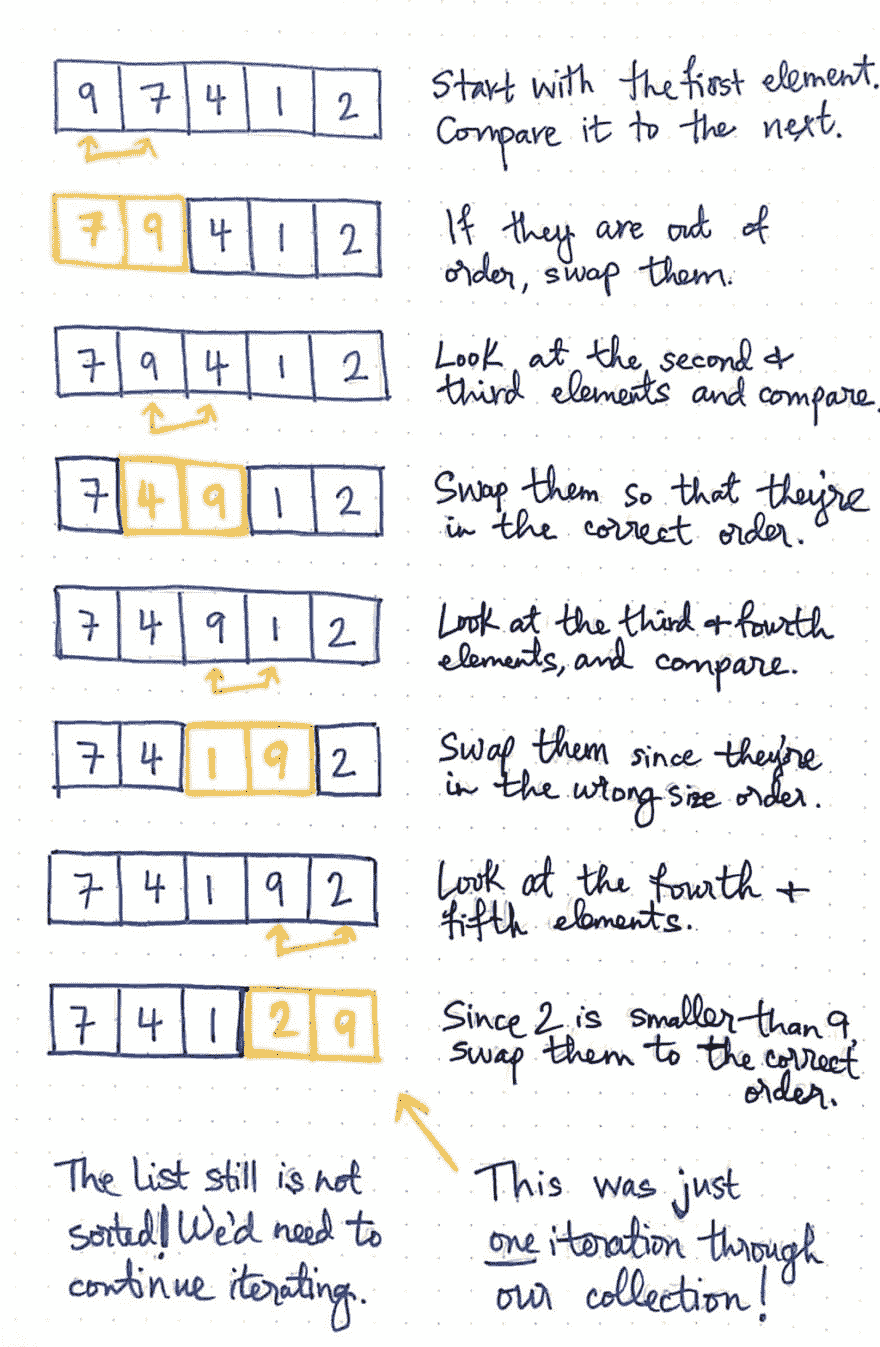 9 7 4 1 2
Start with the first element.
Compare it to the next.
7 9 4 1 2
If they are out of
order, swap them.
7 9 4 1 2
Look at the second &
third elements and compare.
7 4 9 1 2
Swap them so that they're
in the correct order.
7 4 9 1 2
Look at the third & fourth
elements, and compare.
7 4 1 9 2
Swap them since they're
in the wrong size order.
7 4 1 9 2
Look at the fourth &
fifth elements.
7 4 1 2 9
Since 2 is smaller than 9,
swap them to the correct
order.
The list still is not
sorted! We'd need to
continue iterating.
This was just
one iteration through
our collection!